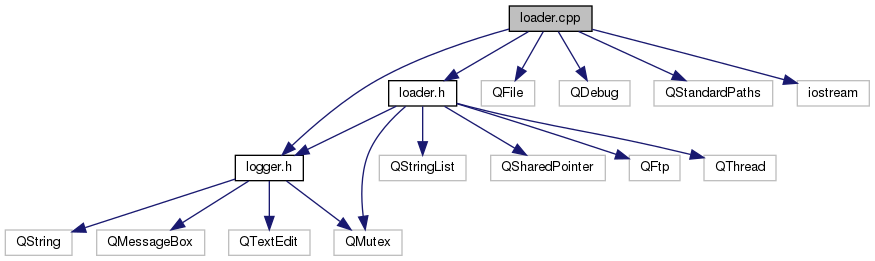 loader.cpp
loader.h
QFile
QDebug
QStandardPaths
iostream
logger.h
QStringList
QSharedPointer
QFtp
QThread
QString
QMessageBox
QTextEdit
QMutex